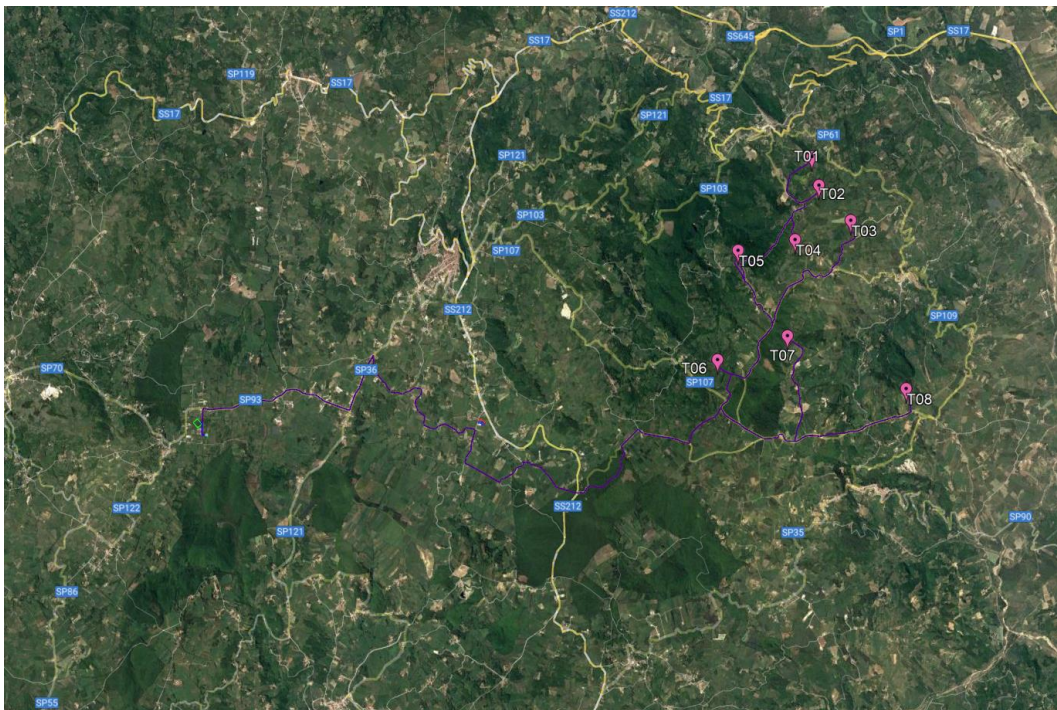 SS212
SS17
SS645
SP1
SS17
SP119
SS17
SS17
SP121
SS17
SP61
SP121
T01
SP103
T02
SP103
T03
SP107
T04
T05
SS212
SP109
T07
T06
SP70
SP36
SP107
SP93
T08
SP122
SS212
SP90
SP121
SP35
SP86
SP55